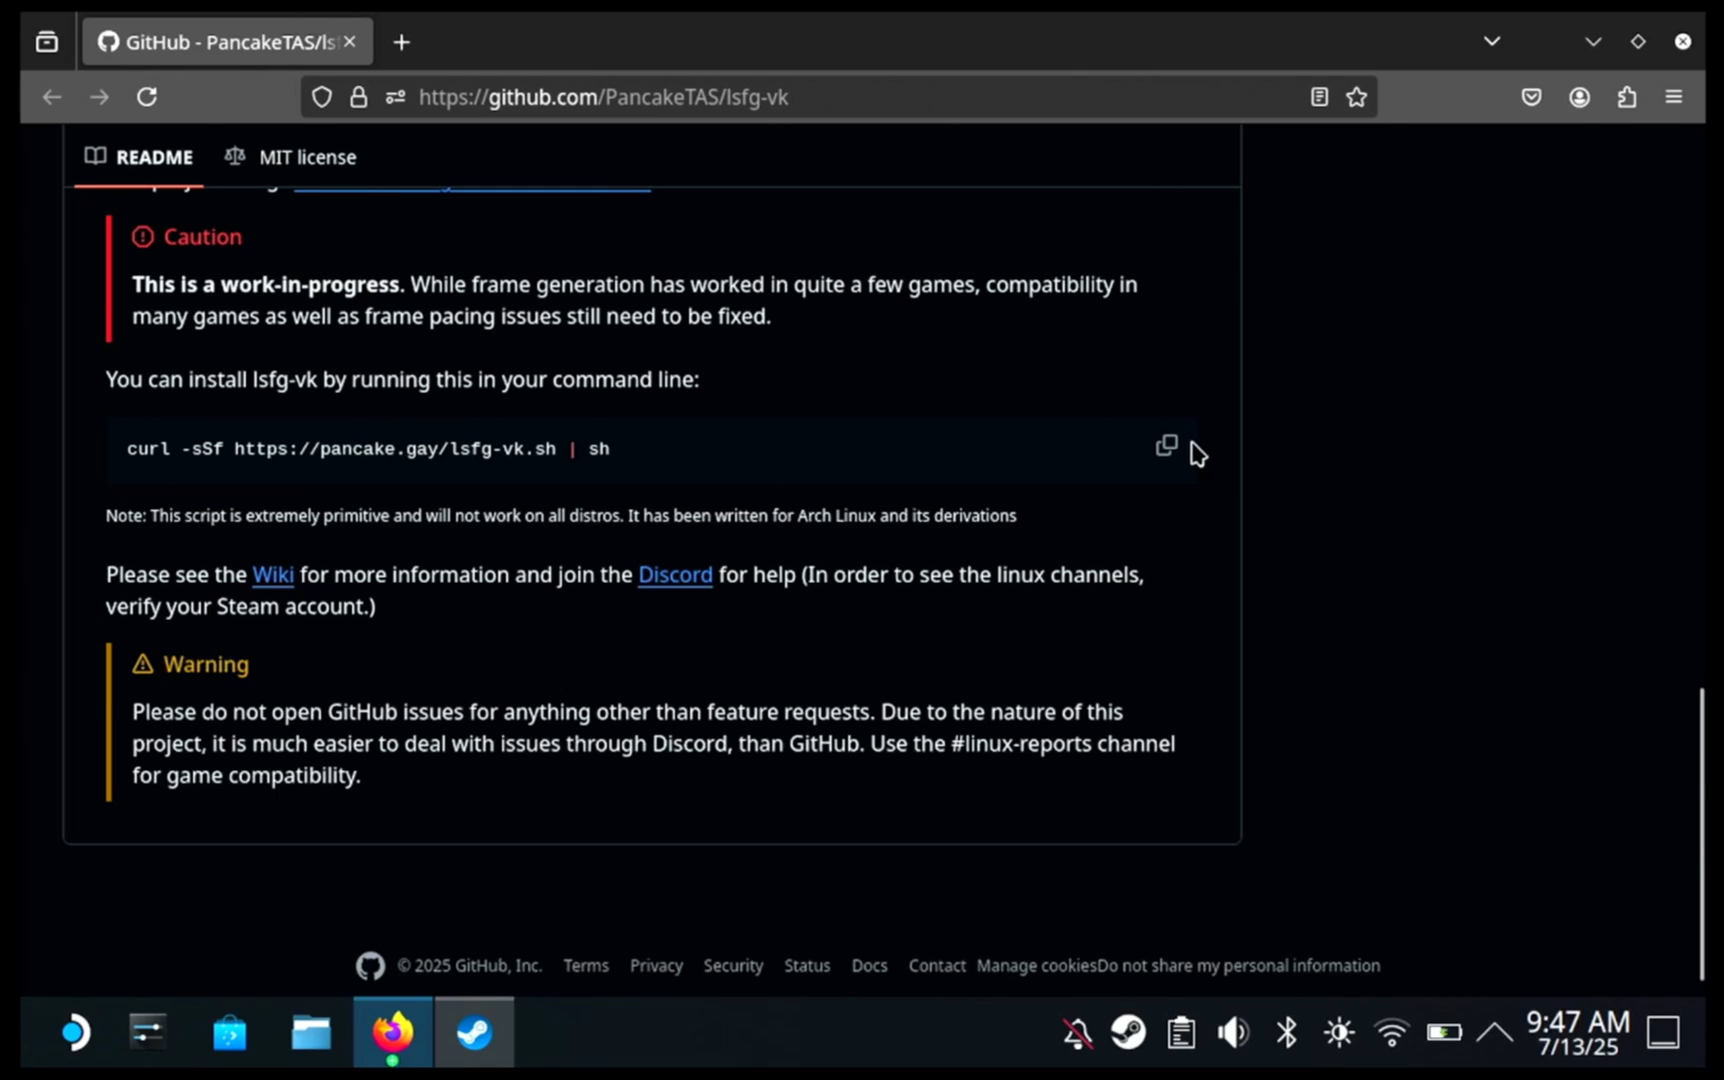 GitHub - PancakeTAS/ls
https://github.com/PancakeTAS/lsfg-vk
README
MIT license
Caution
This is a work-in-progress. While frame generation has worked in quite a few games, compatibility in
many games as well as frame pacing issues still need to be fixed.
You can install lsfg-vk by running this in your command line:
curl -sSf https://pancake.gay/lsfg-vk.sh | sh
Note: This script is extremely primitive and will not work on all distros. It has been written for Arch Linux and its derivations
Please see the Wiki for more information and join the Discord for help (In order to see the linux channels,
verify your Steam account.)
Warning
Please do not open GitHub issues for anything other than feature requests. Due to the nature of this
project, it is much easier to deal with issues through Discord, than GitHub. Use the #linux-reports channel
for game compatibility.
© 2025 GitHub, Inc. Terms Privacy Security Status Docs Contact Manage cookies Do not share my personal information
9:47 AM
7/13/25